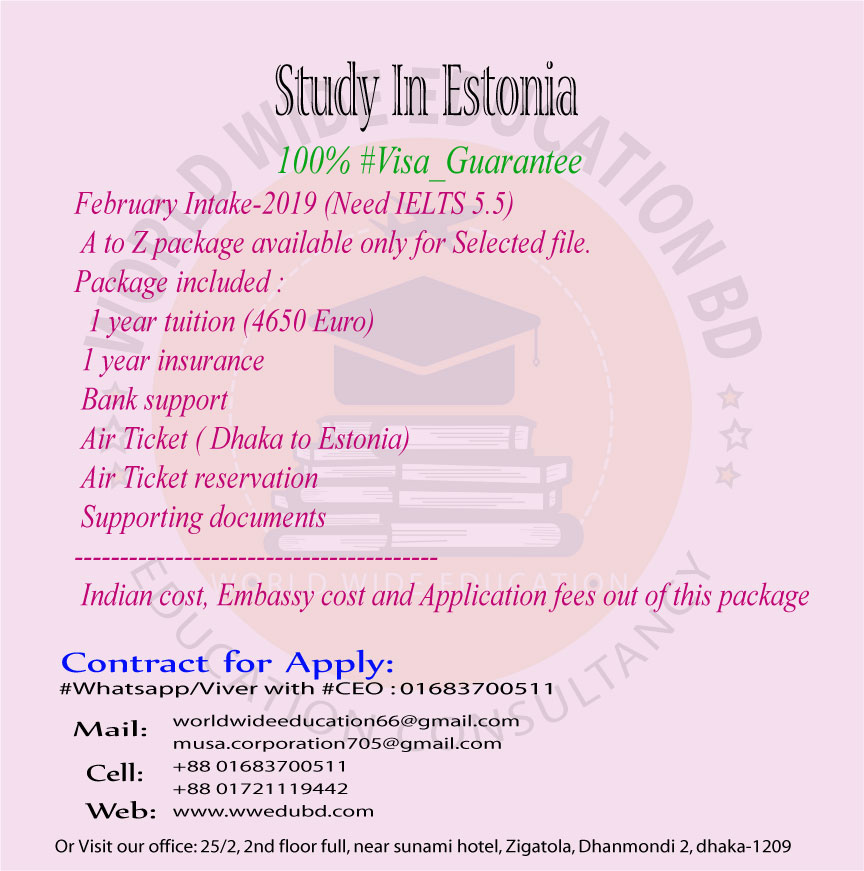 Study In Estonia
100% #Visa_Guarantee
February Intake-2019 (Need IELTS 5.5)
A to Z package available only for Selected file.
Package included :
1 year tuition (4650 Euro)
1 year insurance
Bank support
Air Ticket ( Dhaka to Estonia)
Air Ticket reservation
Supporting documents
----------------------------------------
Indian cost, Embassy cost and Application fees out of this package
Contract for Apply:
#Whatsapp/Viver with #CEO : 01683700511
Mail: worldwideeducation66@gmail.com
musa.corporation705@gmail.com
Cell: +88 01683700511
+88 01721119442
Web: www.wwedubd.com
Or Visit our office: 25/2, 2nd floor full, near sunami hotel, Zigatola, Dhanmondi 2, dhaka-1209
WORLD WIDE EDUCATION BD
WORLD WIDE EDUCATION
EDUCATION CONSULTANCY